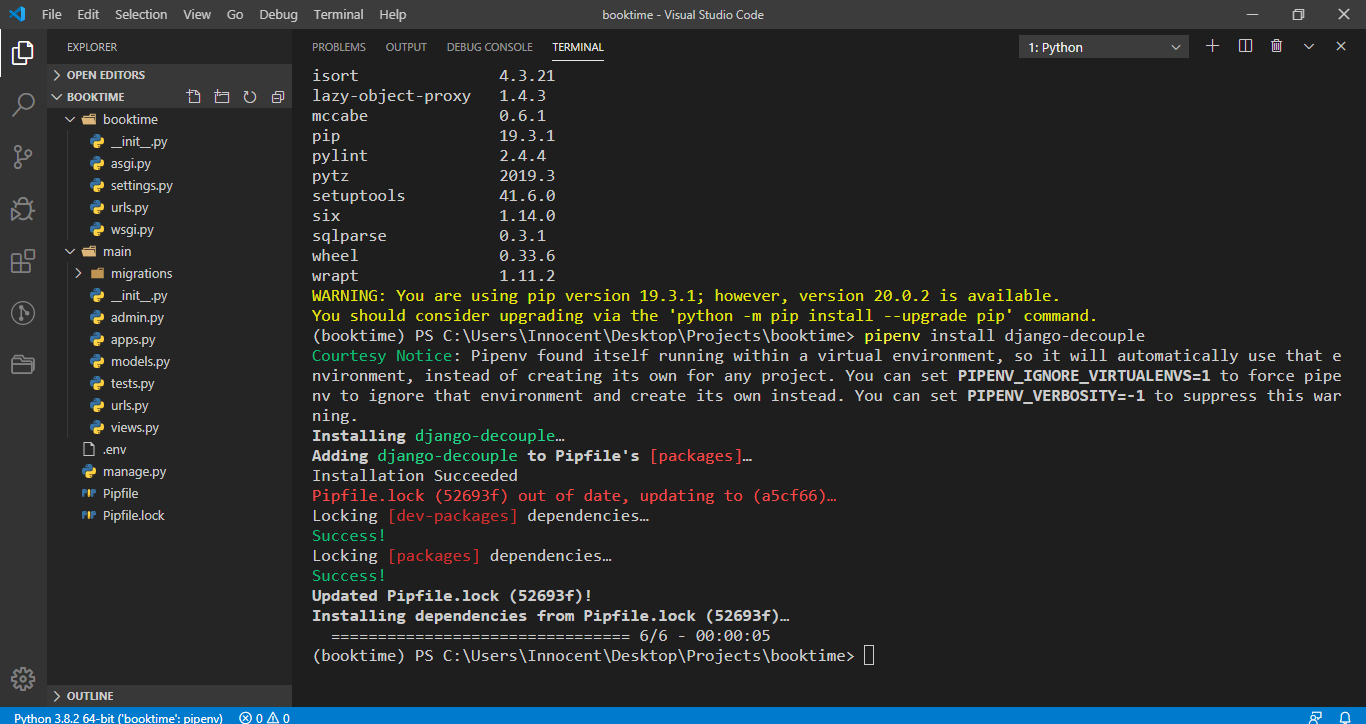 File Edit Selection View Go Debug Terminal Help
booktime - Visual Studio Code
EXPLORER
OPEN EDITORS
BOOKTIME
booktime
__init__.py
asgi.py
settings.py
urls.py
wsgi.py
main
migrations
__init__.py
admin.py
apps.py
models.py
tests.py
urls.py
views.py
.env
manage.py
Pipfile
Pipfile.lock
OUTLINE
PROBLEMS OUTPUT DEBUG CONSOLE TERMINAL
1: Python
isort 4.3.21
lazy-object-proxy 1.4.3
mccabe 0.6.1
pip 19.3.1
pylint 2.4.4
pytz 2019.3
setuptools 41.6.0
six 1.14.0
sqlparse 0.3.1
wheel 0.33.6
wrapt 1.11.2
WARNING: You are using pip version 19.3.1; however, version 20.0.2 is available.
You should consider upgrading via the 'python -m pip install --upgrade pip' command.
(booktime) PS C:\Users\Innocent\Desktop\Projects\booktime> pipenv install django-decouple
Courtesy Notice: Pipenv found itself running within a virtual environment, so it will automatically use that e
nvironment, instead of creating its own for any project. You can set PIPENV_IGNORE_VIRTUALENVS=1 to force pipe
nv to ignore that environment and create its own instead. You can set PIPENV_VERBOSITY=-1 to suppress this war
ning.
Installing django-decouple…
Adding django-decouple to Pipfile's [packages]…
Installation Succeeded
Pipfile.lock (52693f) out of date, updating to (a5cf66)…
Locking [dev-packages] dependencies…
Success!
Locking [packages] dependencies…
Success!
Updated Pipfile.lock (52693f)!
Installing dependencies from Pipfile.lock (52693f)…
================================ 6/6 - 00:00:05
(booktime) PS C:\Users\Innocent\Desktop\Projects\booktime>
Python 3.8.2 64-bit ('booktime': pipenv) 0 0